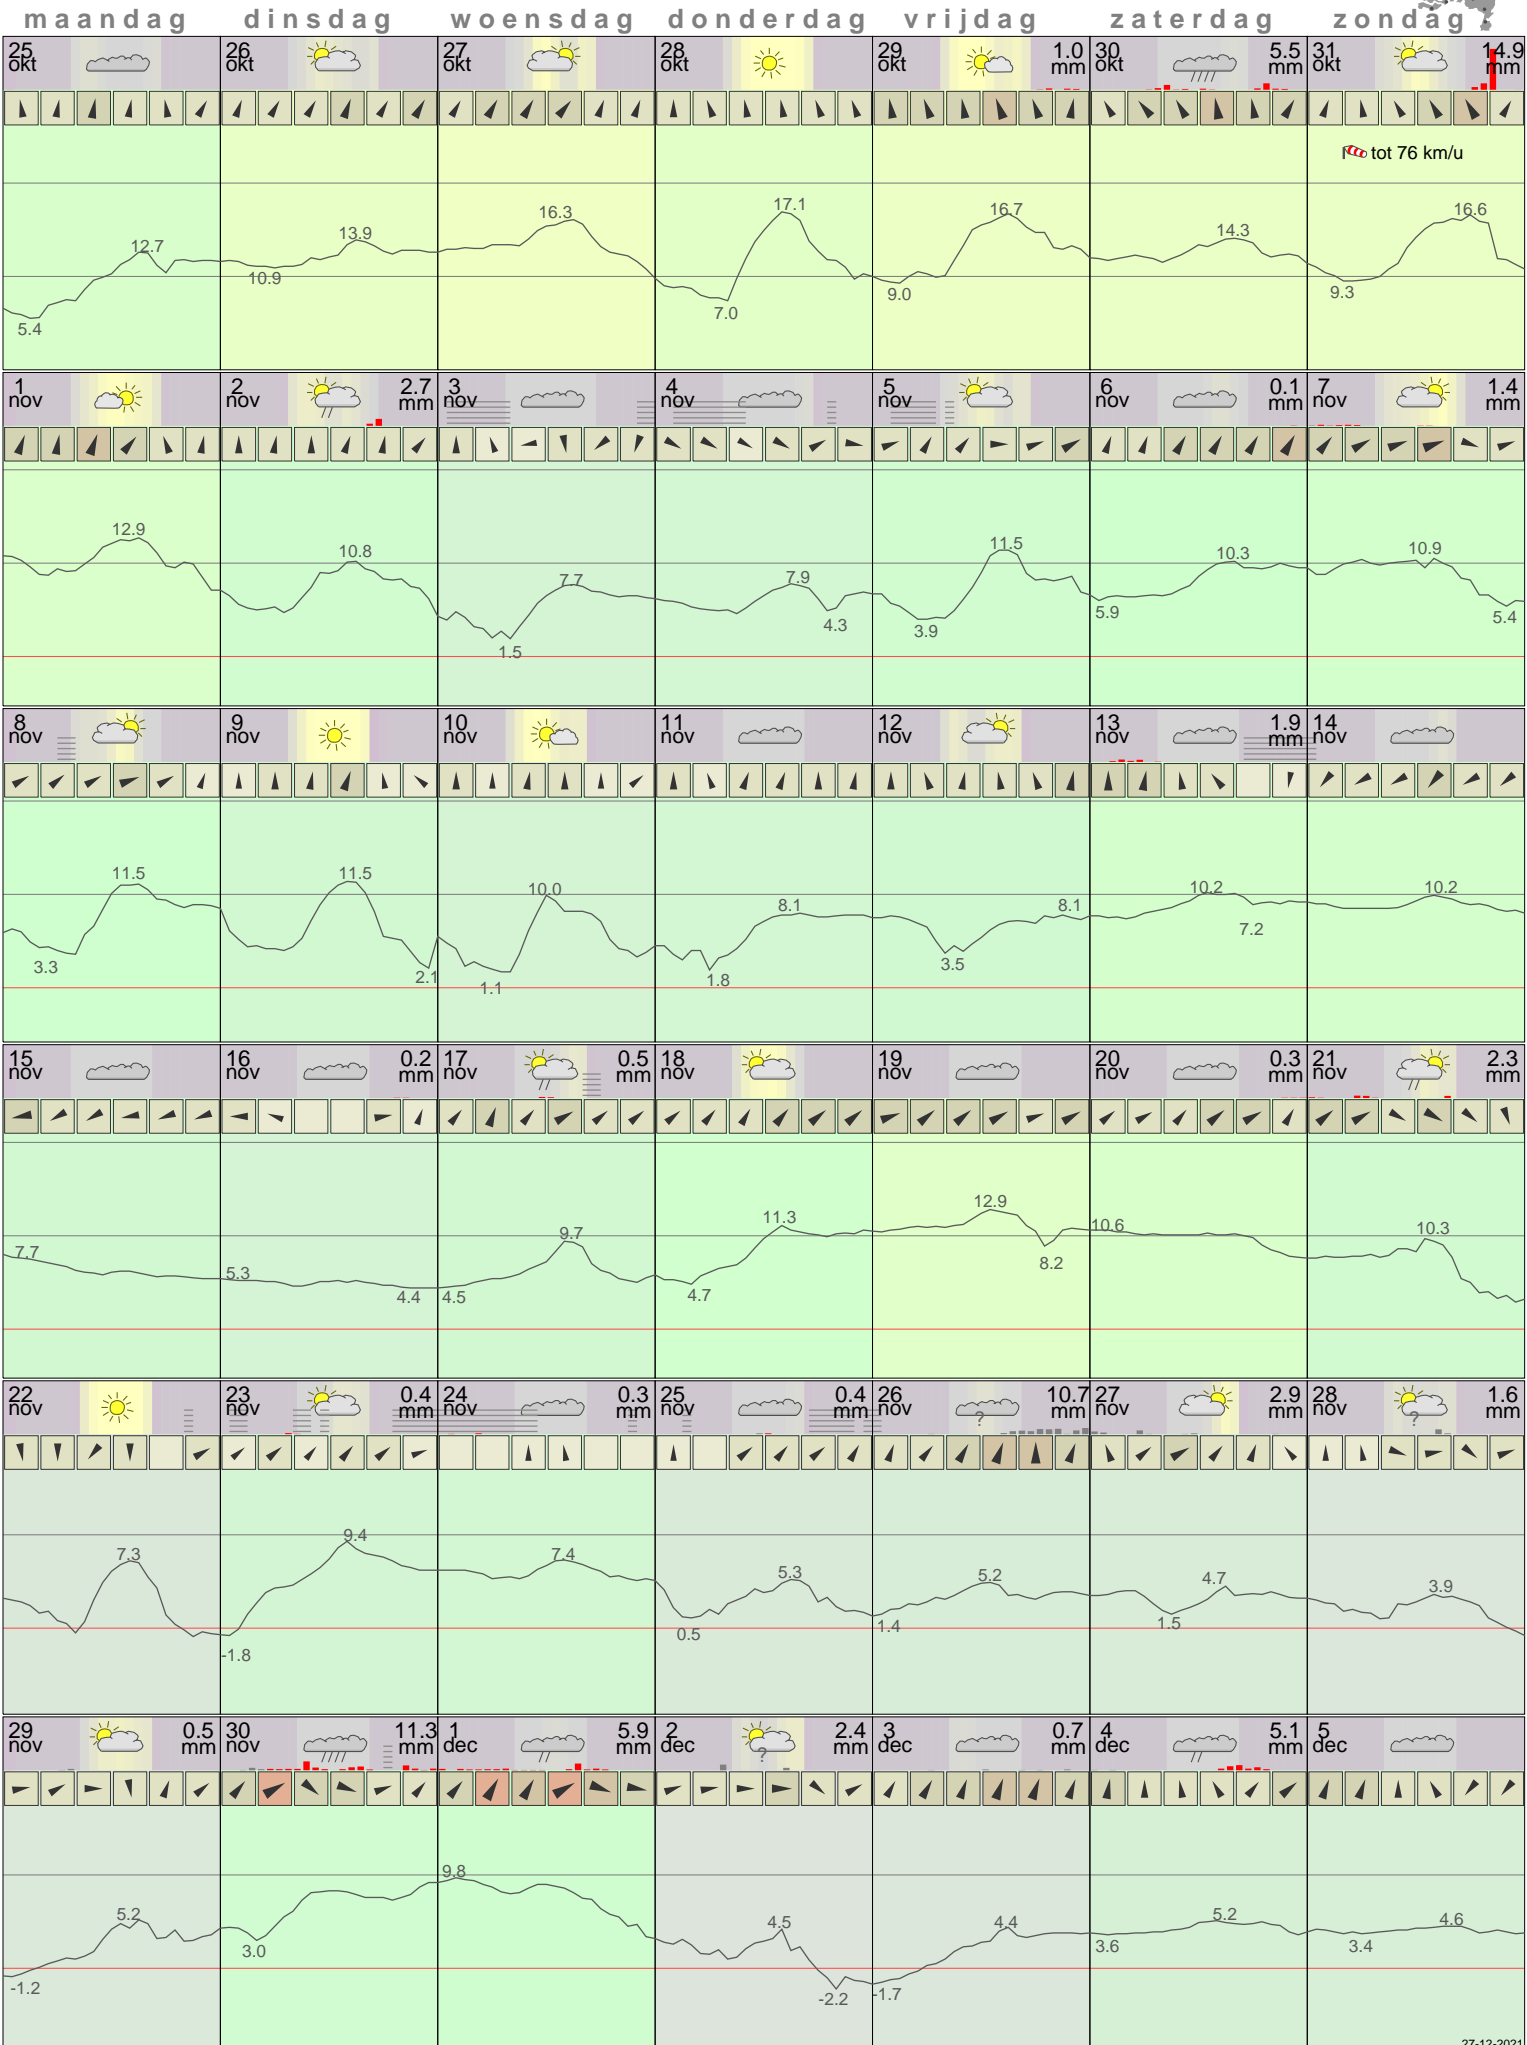 maandag dinsdag woensdag donderdag vrijdag zaterdag zondag
25 okt 26 okt 27 okt 28 okt 29 okt 1.0 mm 30 okt 5.5 mm 31 okt 14.9 mm
tot 76 km/u
5.4 12.7 10.9 13.9 16.3 7.0 17.1 9.0 16.7 14.3 9.3 16.6
1 nov 2 nov 2.7 mm 3 nov 4 nov 5 nov 6 nov 0.1 mm 7 nov 1.4 mm
12.9 10.8 1.5 7.7 7.9 4.3 3.9 11.5 5.9 10.3 10.9 5.4
8 nov 9 nov 10 nov 11 nov 12 nov 13 nov 1.9 mm 14 nov
3.3 11.5 11.5 2.1 1.1 10.0 1.8 8.1 3.5 8.1 10.2 7.2 10.2
15 nov 16 nov 0.2 mm 17 nov 0.5 mm 18 nov 19 nov 20 nov 0.3 mm 21 nov 2.3 mm
7.7 5.3 4.4 4.5 9.7 4.7 11.3 12.9 8.2 10.6 10.3
22 nov 23 nov 0.4 mm 24 nov 0.3 mm 25 nov 0.4 mm 26 nov ? 10.7 mm 27 nov 2.9 mm 28 nov ? 1.6 mm
7.3 -1.8 9.4 7.4 0.5 5.3 1.4 5.2 1.5 4.7 3.9
29 nov 0.5 mm 30 nov 11.3 mm 1 dec 5.9 mm 2 dec ? 2.4 mm 3 dec 0.7 mm 4 dec 5.1 mm 5 dec
-1.2 5.2 3.0 9.8 4.5 -2.2 -1.7 4.4 3.6 5.2 3.4 4.6
27-12-2021